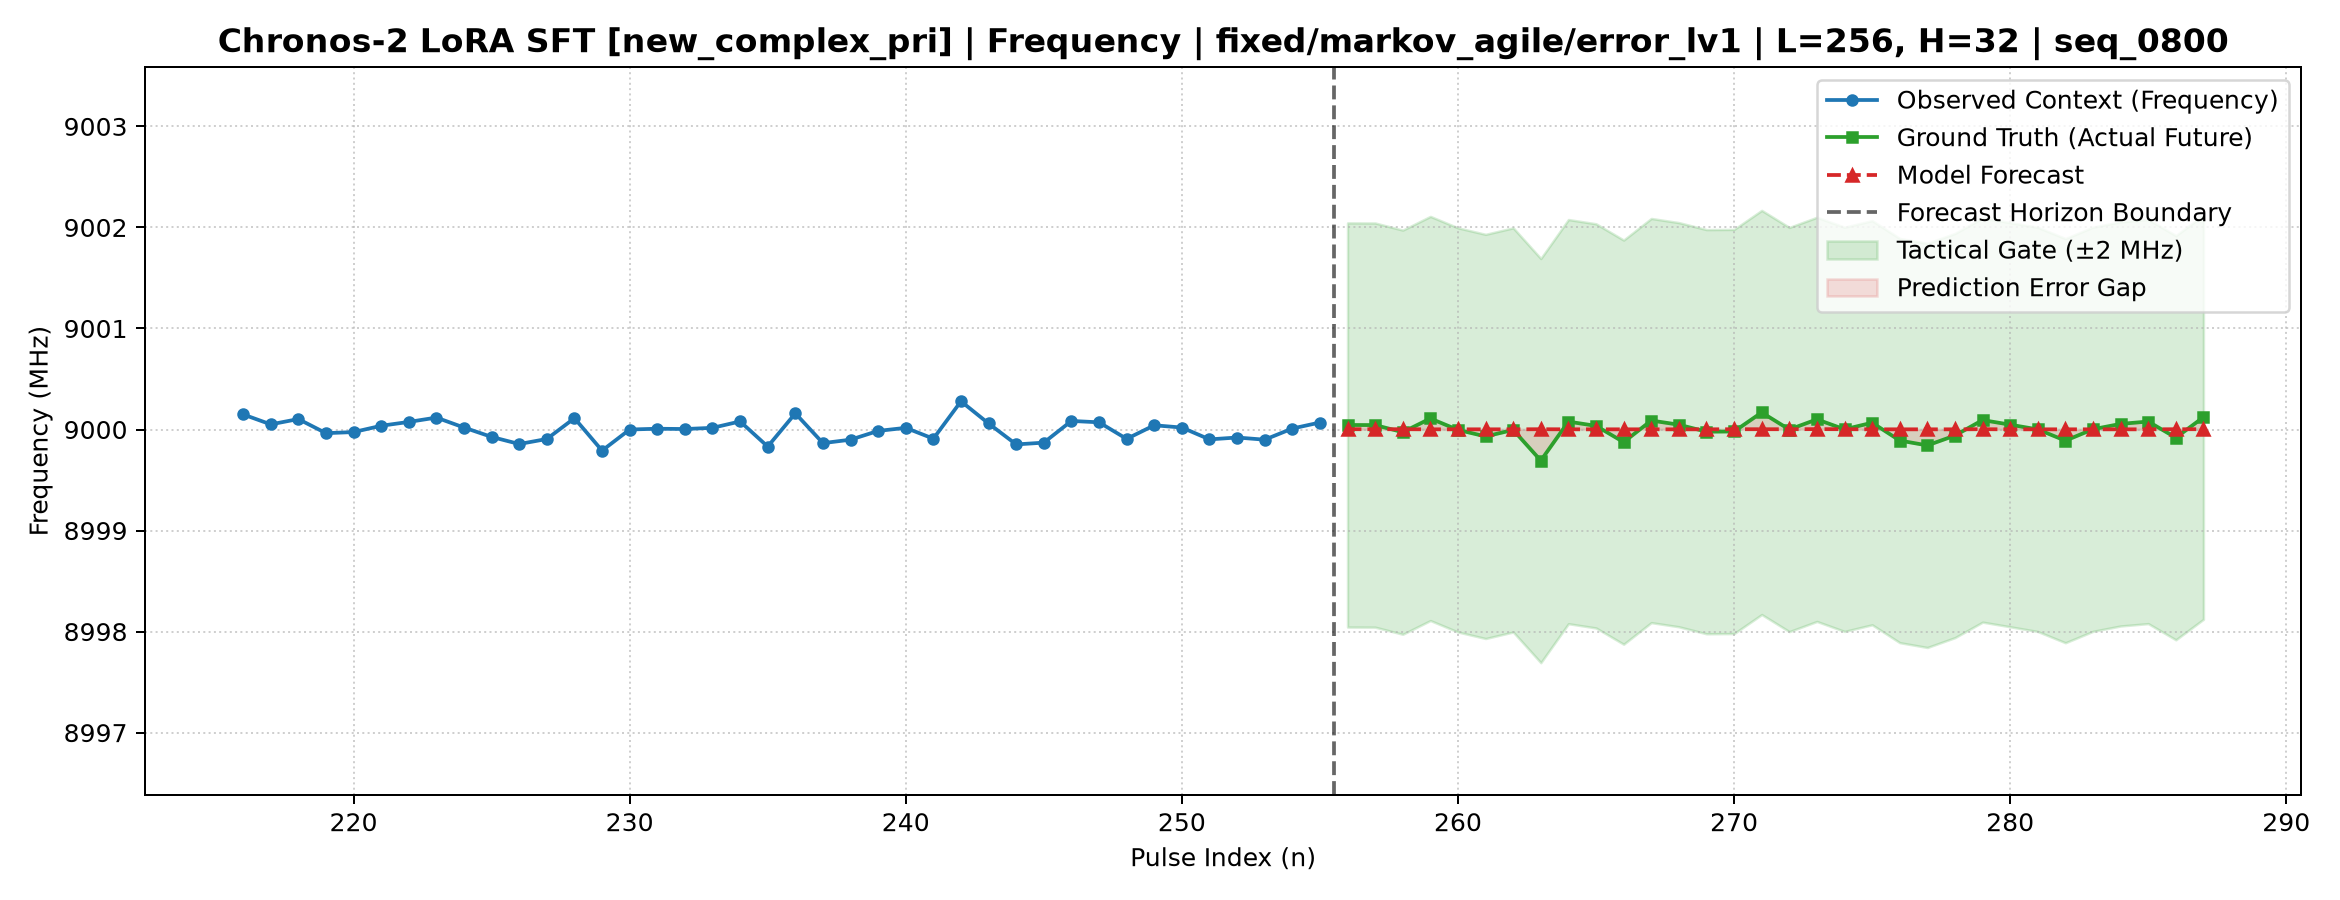 Chronos-2 LoRA SFT [new_complex_pri] | Frequency | fixed/markov_agile/error_lv1 | L=256, H=32 | seq_0800
Observed Context (Frequency)
Ground Truth (Actual Future)
Model Forecast
Forecast Horizon Boundary
Tactical Gate (±2 MHz)
Prediction Error Gap
Frequency (MHz)
9003
9002
9001
9000
8999
8998
8997
220 230 240 250 260 270 280 290
Pulse Index (n)